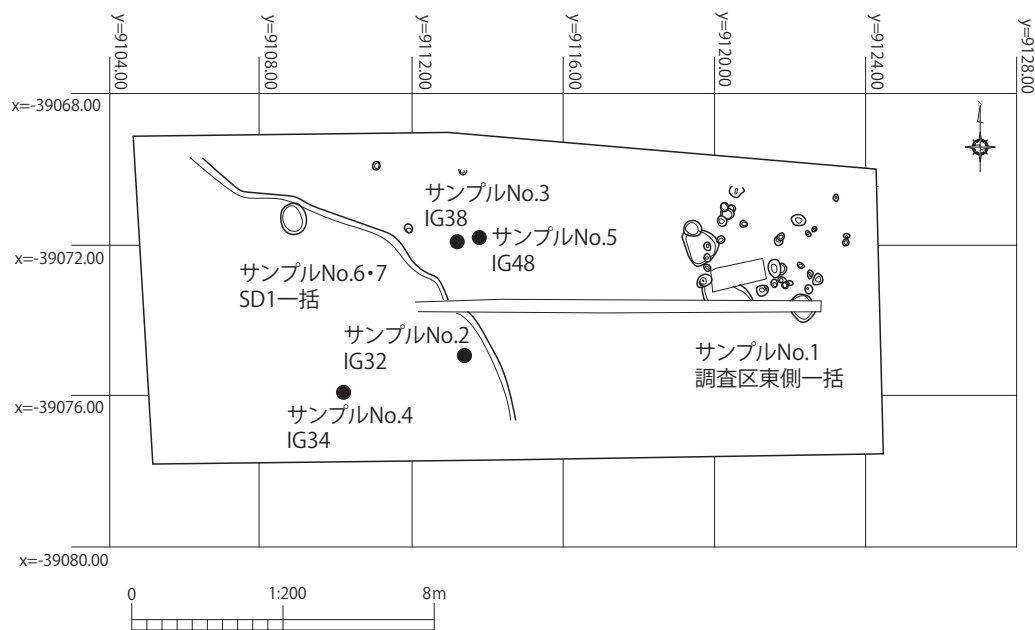 y=9104.00
y=9108.00
y=9112.00
y=9116.00
y=9120.00
y=9124.00
y=9128.00
x=-39068.00
N
サンプルNo.3
IG38
サンプルNo.5
IG48
x=-39072.00
サンプルNo.6・7
SD1一括
サンプルNo.2
IG32
サンプルNo.1
調査区東側一括
x=-39076.00
サンプルNo.4
IG34
x=-39080.00
0 1:200 8m